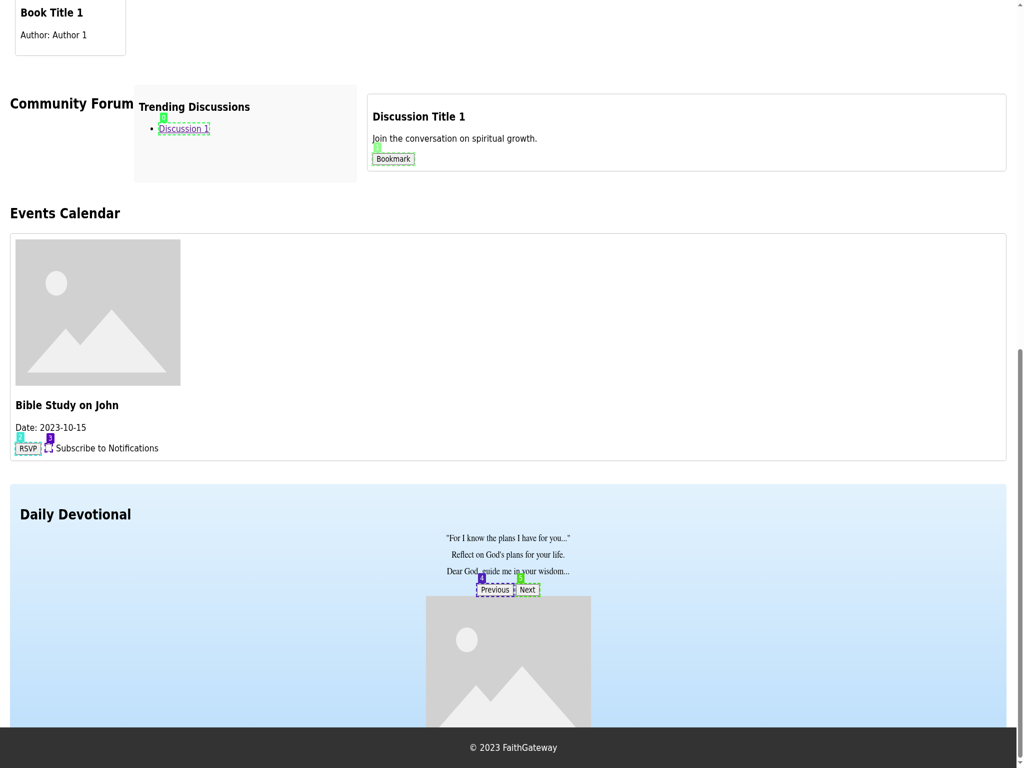 Book Title 1
Author: Author 1
Community Forum
Trending Discussions
0
Discussion 1
Discussion Title 1
Join the conversation on spiritual growth.
1
Bookmark
Events Calendar
Bible Study on John
Date: 2023-10-15
2
3
RSVP
Subscribe to Notifications
Daily Devotional
"For I know the plans I have for you..."
Reflect on God's plans for your life.
Dear God, guide me in your wisdom...
4
5
Previous
Next
© 2023 FaithGateway